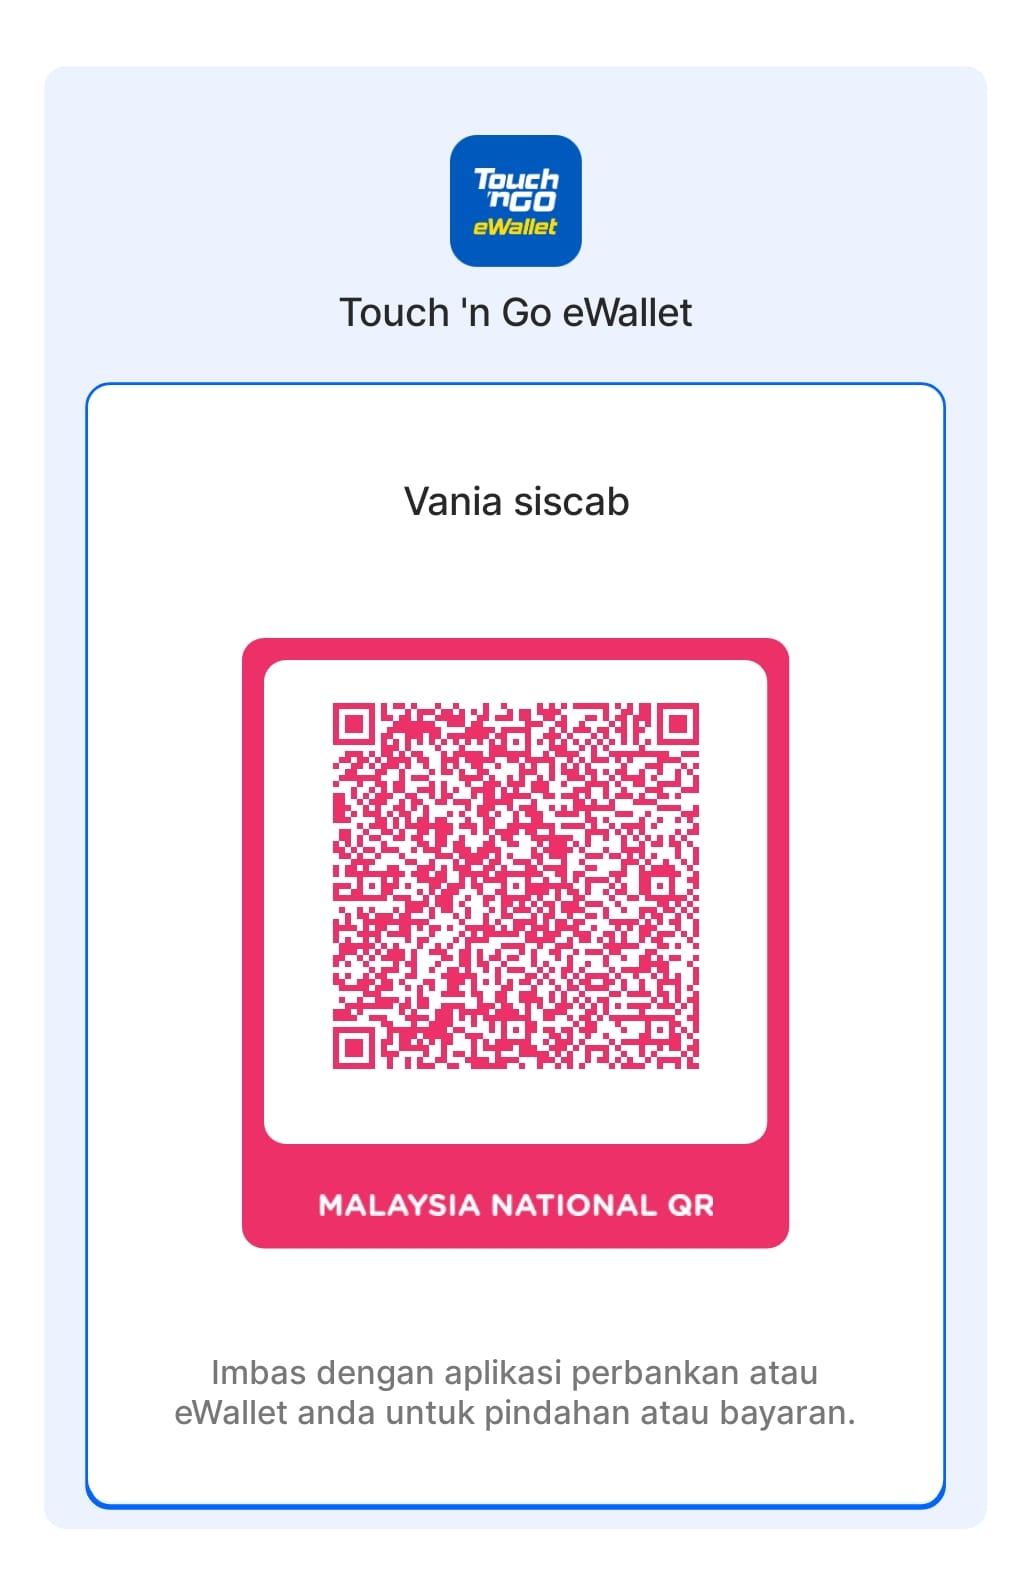 Touch
'nGO
eWallet
Touch 'n Go eWallet
Vania siscab
MALAYSIA NATIONAL QR
Imbas dengan aplikasi perbankan atau
eWallet anda untuk pindahan atau bayaran.